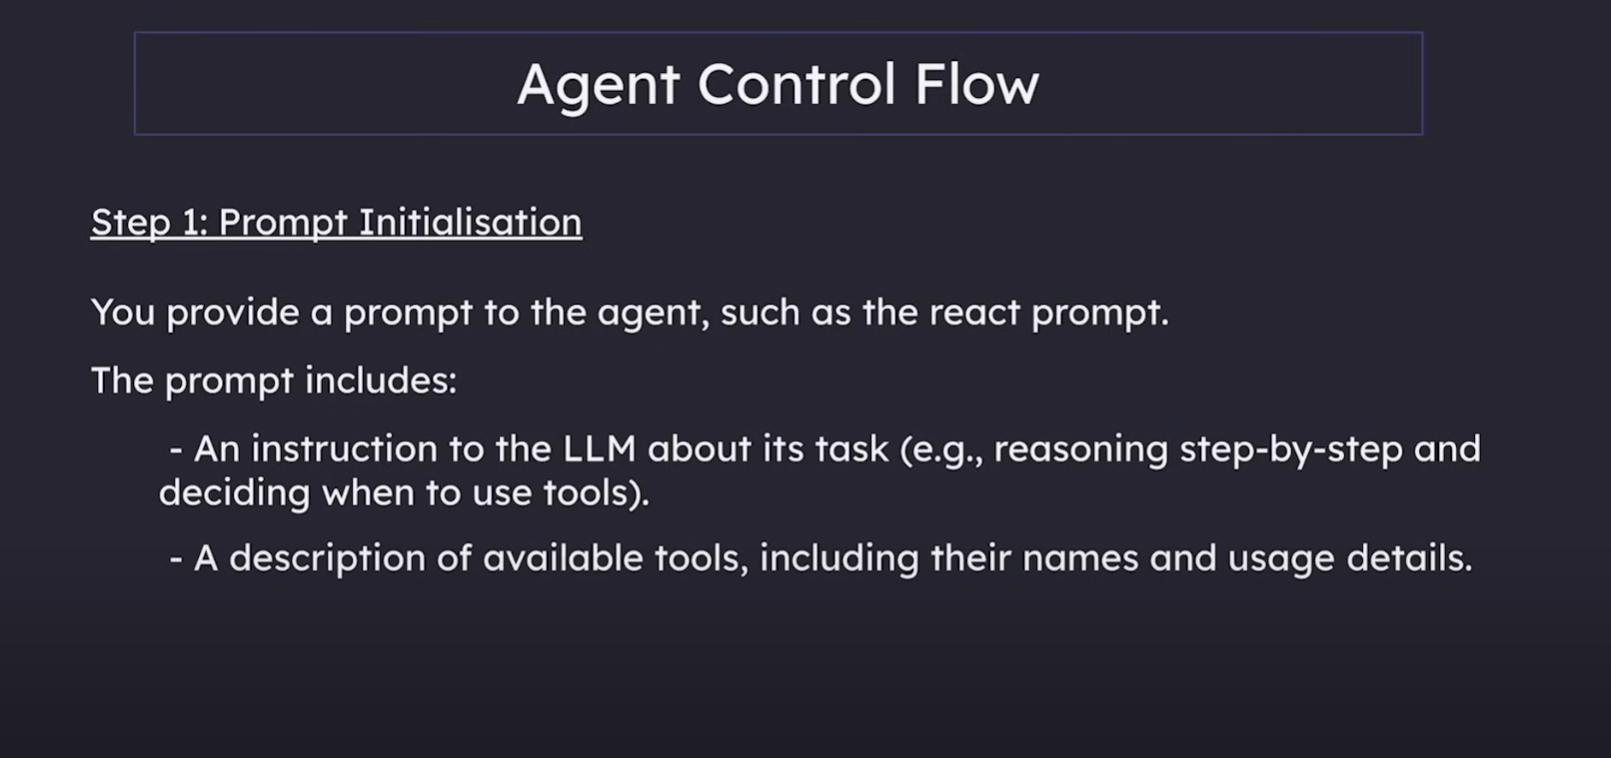 Agent Control Flow
Step 1: Prompt Initialisation
You provide a prompt to the agent, such as the react prompt.
The prompt includes:
- An instruction to the LLM about its task (e.g., reasoning step-by-step and
deciding when to use tools).
- A description of available tools, including their names and usage details.